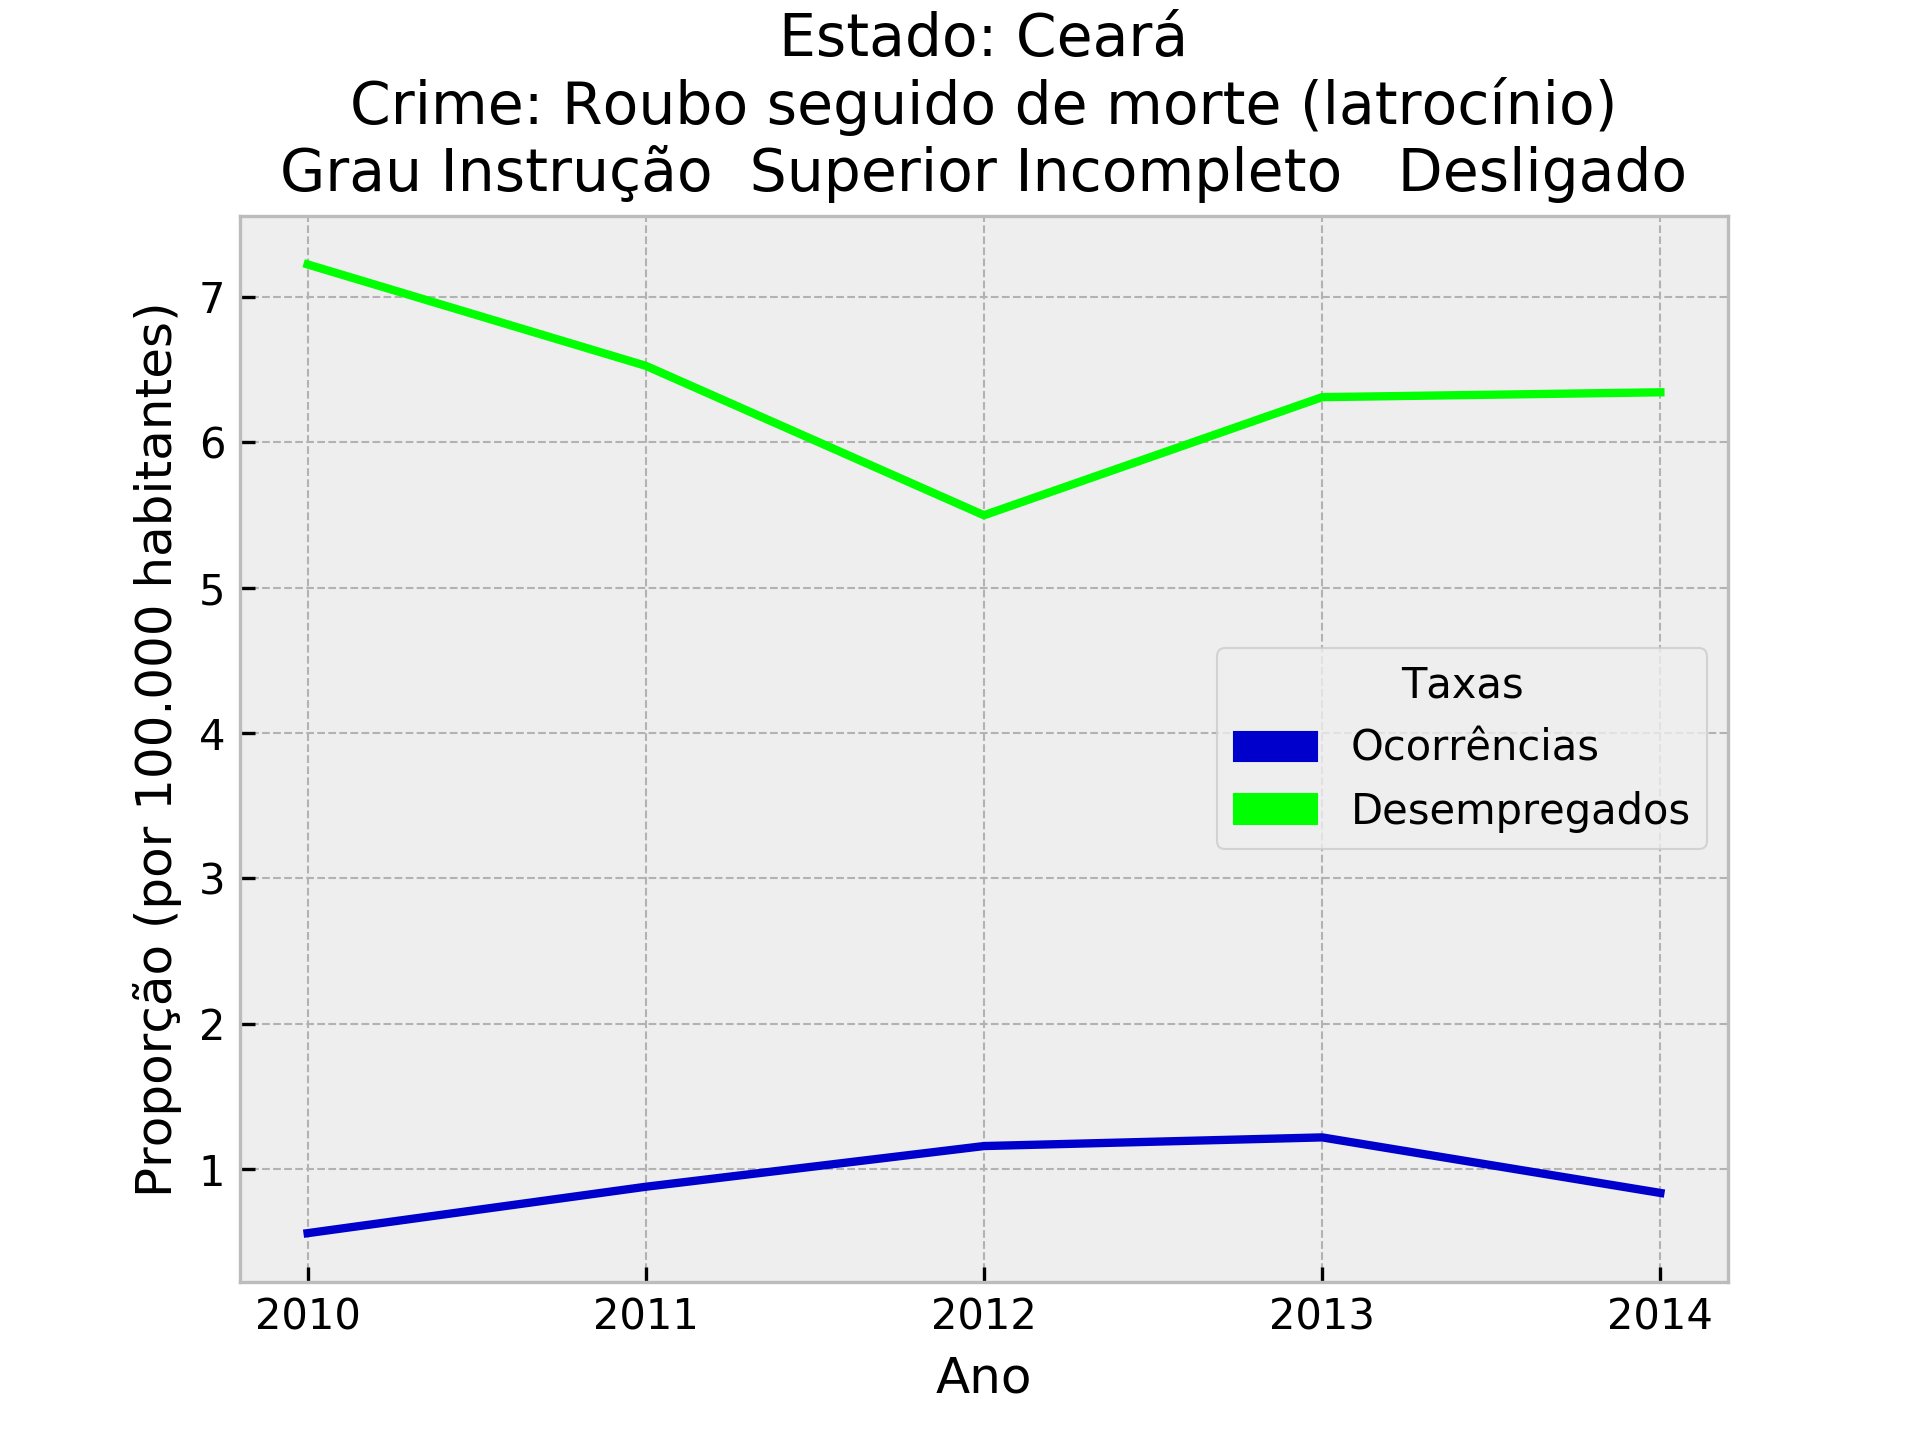 Estado: Ceará
Crime: Roubo seguido de morte (latrocínio)
Grau Instrução  Superior Incompleto   Desligado
Proporção (por 100.000 habitantes)
7
6
5
4
3
2
1
Taxas
Ocorrências
Desempregados
2010 2011 2012 2013 2014
Ano